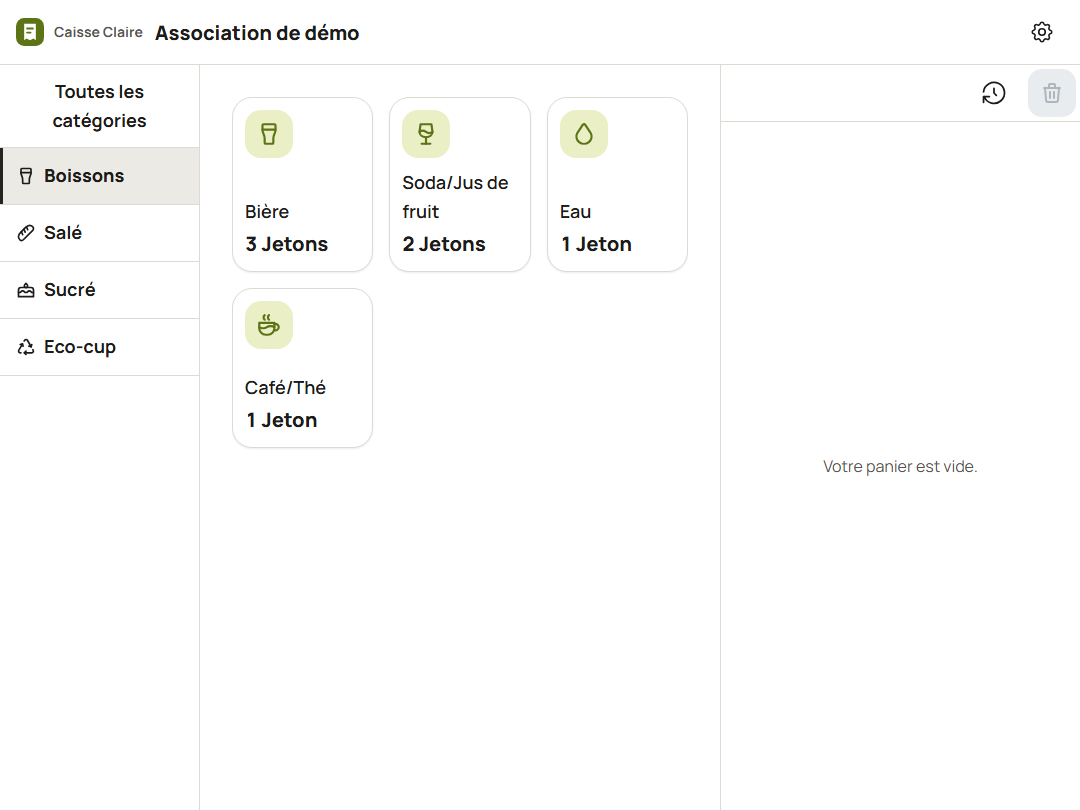 Caisse Claire Association de démo
Toutes les
catégories
Boissons
Salé
Sucré
Eco-cup
Bière
3 Jetons
Soda/Jus de
fruit
2 Jetons
Eau
1 Jeton
Café/Thé
1 Jeton
Votre panier est vide.